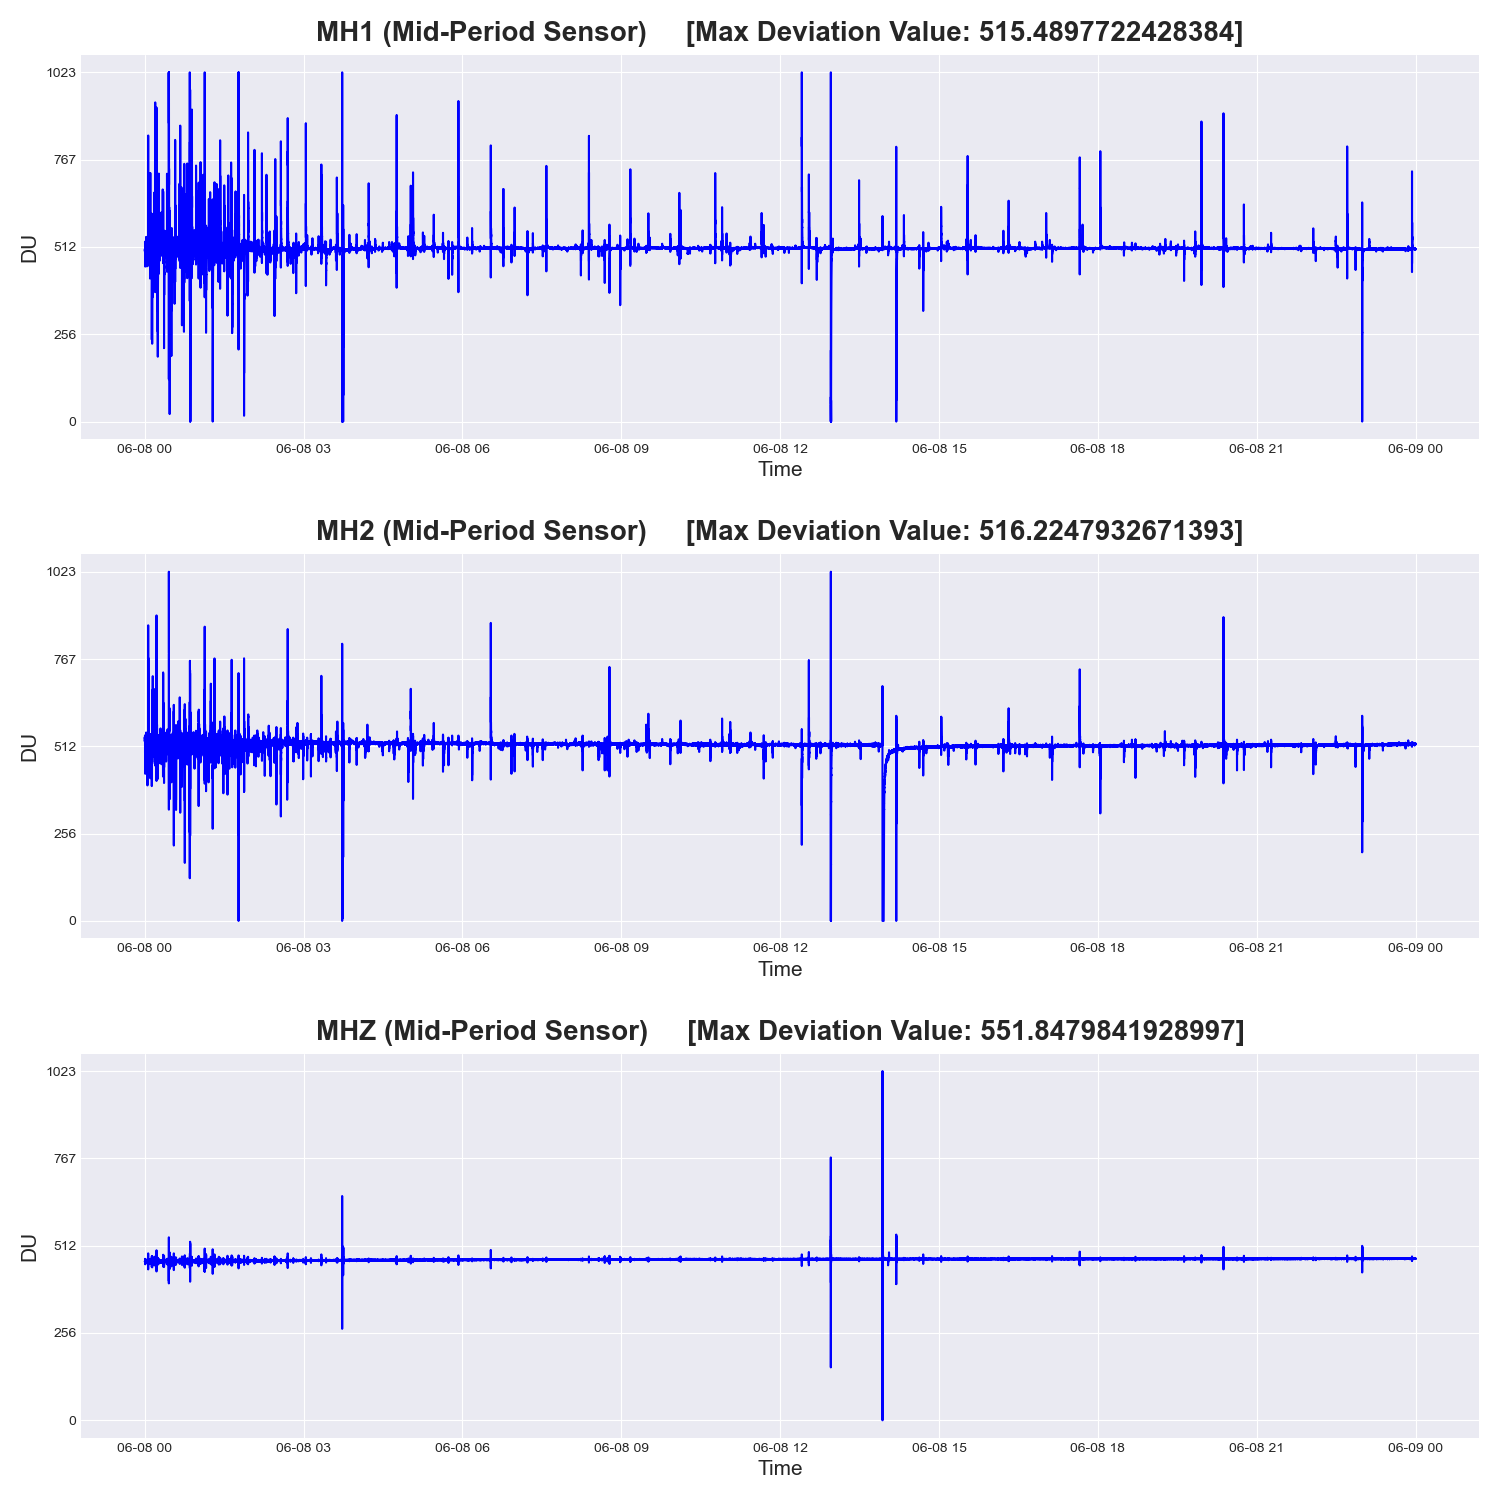 MH1 (Mid-Period Sensor) [Max Deviation Value: 515.4897722428384]
1023
767
512
256
0
DU
06-08 00 06-08 03 06-08 06 06-08 09 06-08 12 06-08 15 06-08 18 06-08 21 06-09 00
Time
MH2 (Mid-Period Sensor) [Max Deviation Value: 516.2247932671393]
1023
767
512
256
0
DU
06-08 00 06-08 03 06-08 06 06-08 09 06-08 12 06-08 15 06-08 18 06-08 21 06-09 00
Time
MHZ (Mid-Period Sensor) [Max Deviation Value: 551.8479841928997]
1023
767
512
256
0
DU
06-08 00 06-08 03 06-08 06 06-08 09 06-08 12 06-08 15 06-08 18 06-08 21 06-09 00
Time